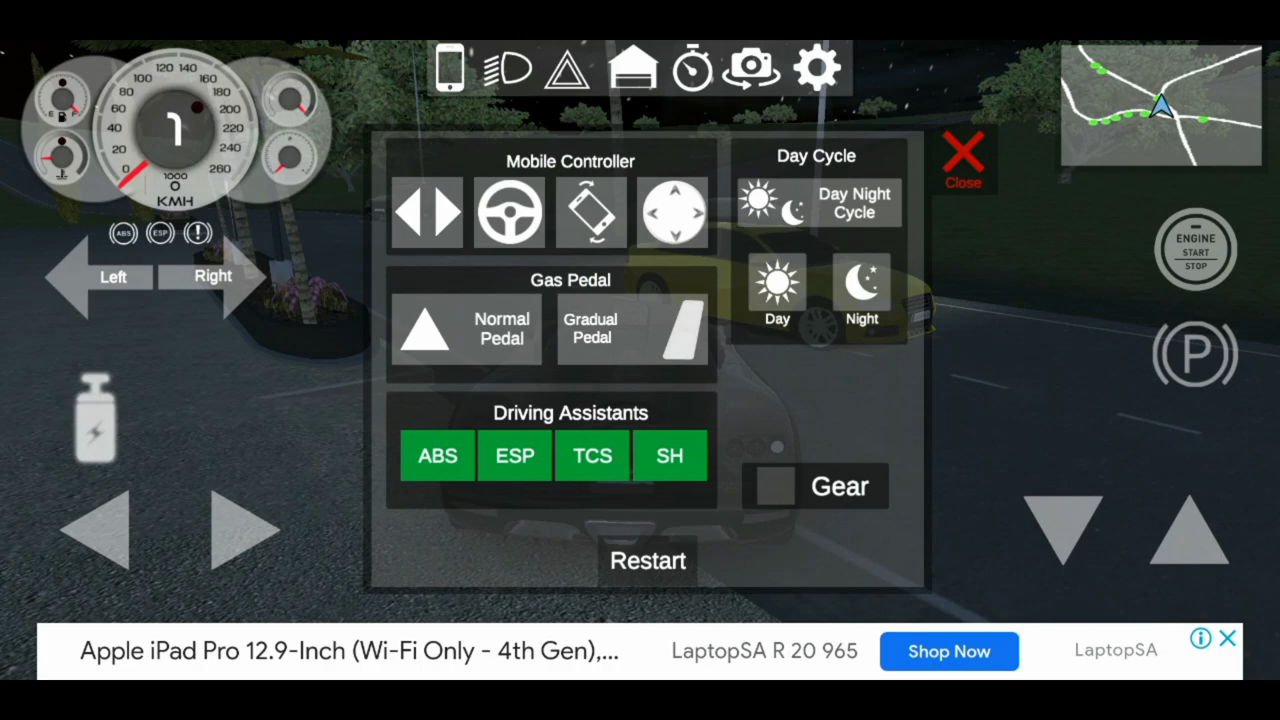 120 140
100 160
80 180
60 200
40 220
20 240
0 260
1
1000
0
KMH
E F
ABS ESP
Left
Right
Mobile Controller
Gas Pedal
Normal
Pedal
Gradual
Pedal
Driving Assistants
ABS ESP TCS SH
Restart
Day Cycle
Day Night
Cycle
Day Night
Gear
Close
ENGINE
START
STOP
P
Apple iPad Pro 12.9-Inch (Wi-Fi Only - 4th Gen),...
LaptopSA R 20 965
Shop Now
LaptopSA